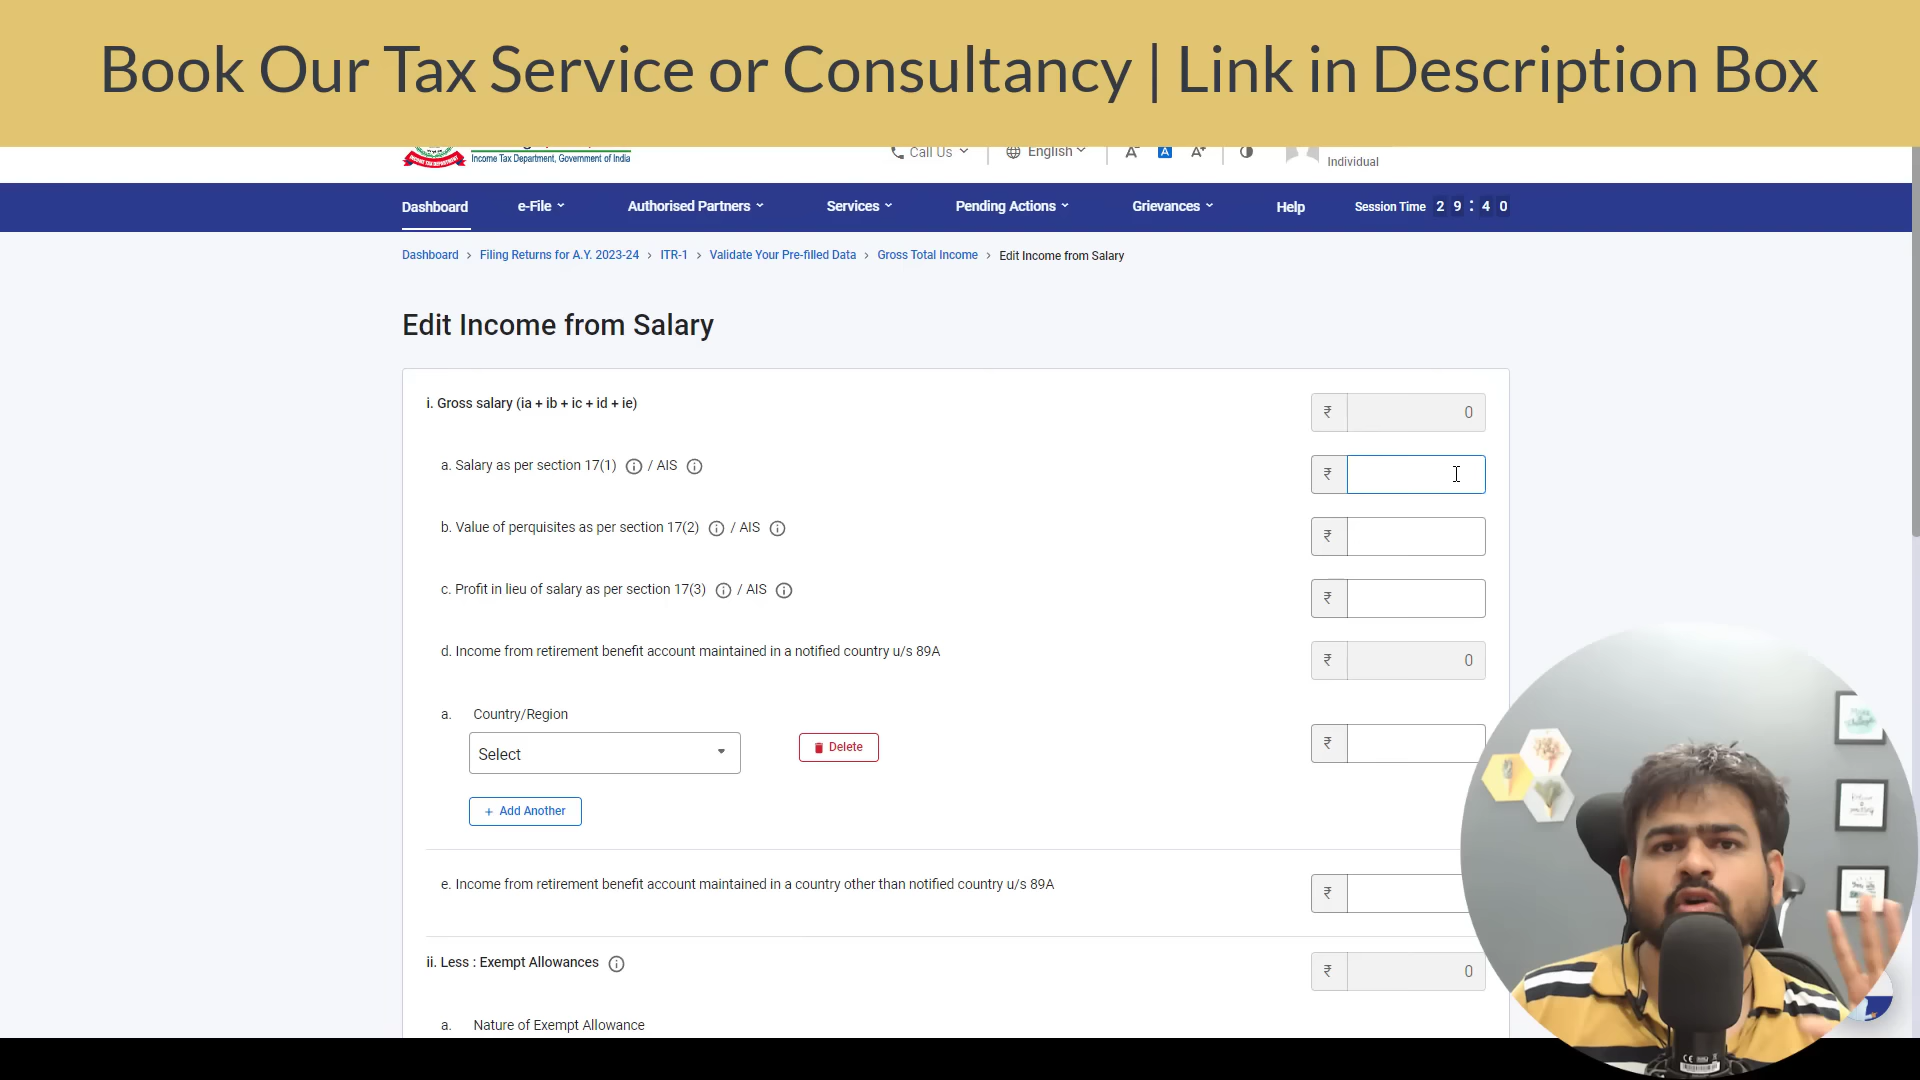 Book Our Tax Service or Consultancy | Link in Description Box
Income Tax Department, Government of India
Call Us
English
A-
A
A+
Individual
Dashboard
e-File
Authorised Partners
Services
Pending Actions
Grievances
Help
Session Time 2 9 : 4 0
Dashboard > Filing Returns for A.Y. 2023-24 > ITR-1 > Validate Your Pre-filled Data > Gross Total Income > Edit Income from Salary
Edit Income from Salary
i. Gross salary (ia + ib + ic + id + ie)
₹ 0
a. Salary as per section 17(1) / AIS
₹
b. Value of perquisites as per section 17(2) / AIS
₹
c. Profit in lieu of salary as per section 17(3) / AIS
₹
d. Income from retirement benefit account maintained in a notified country u/s 89A
₹ 0
a. Country/Region
Select
Delete
₹
+ Add Another
e. Income from retirement benefit account maintained in a country other than notified country u/s 89A
₹
ii. Less : Exempt Allowances
₹ 0
a. Nature of Exempt Allowance